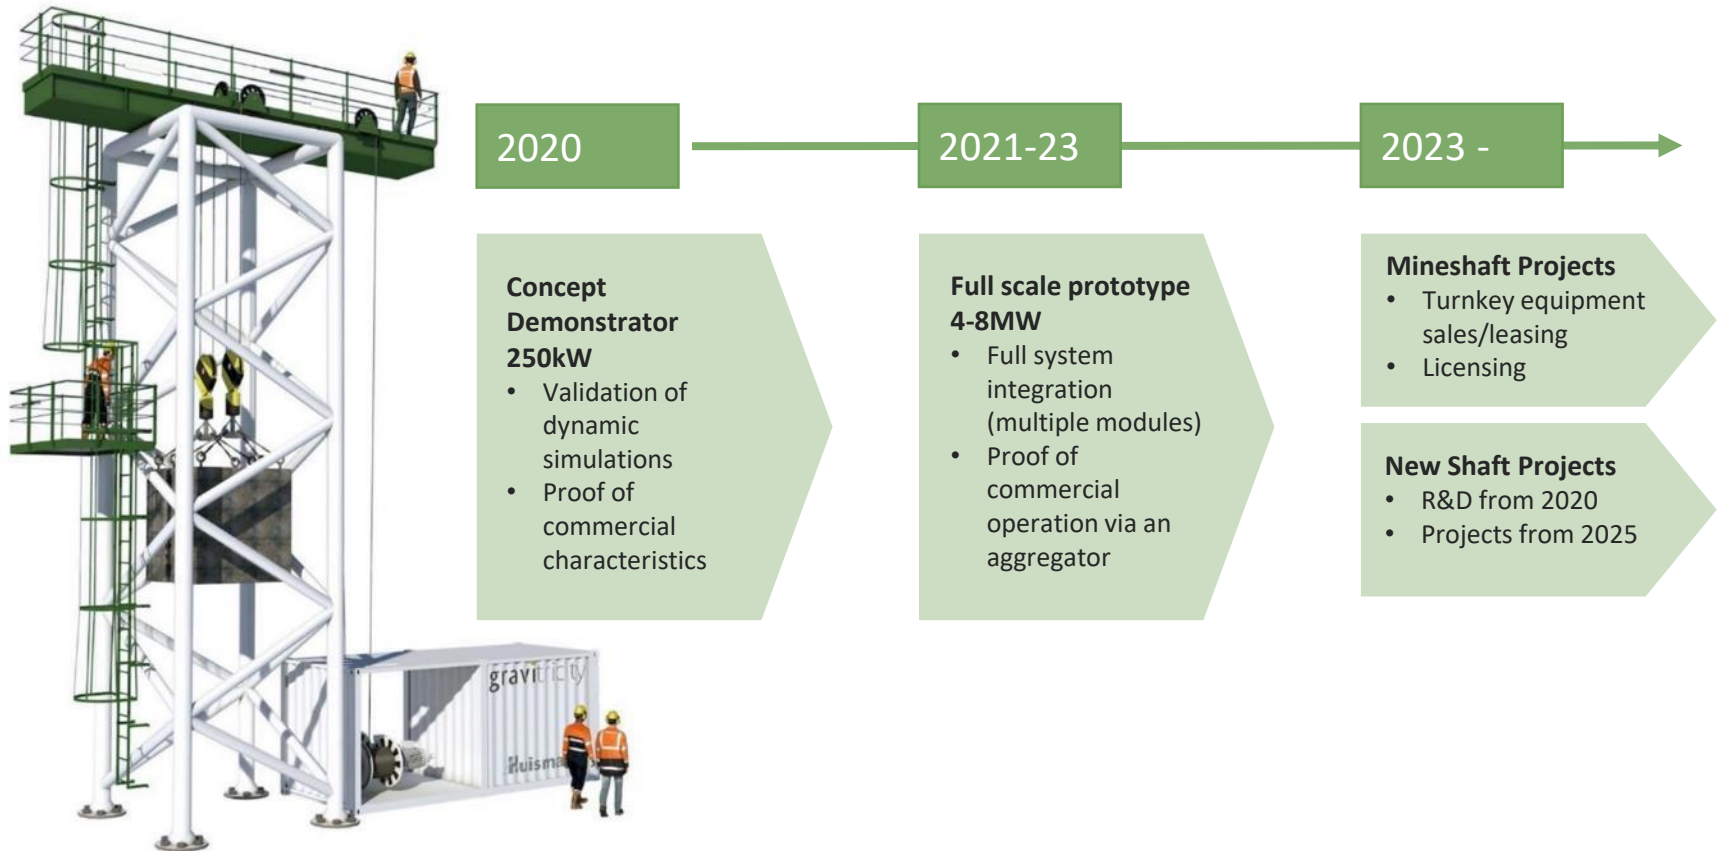 2020
2021-23
2023 -
Concept
Demonstrator
250kW
• Validation of
dynamic
simulations
• Proof of
commercial
characteristics
Full scale prototype
4-8MW
• Full system
integration
(multiple modules)
• Proof of
commercial
operation via an
aggregator
Mineshaft Projects
• Turnkey equipment
sales/leasing
• Licensing
New Shaft Projects
• R&D from 2020
• Projects from 2025
gravitricity